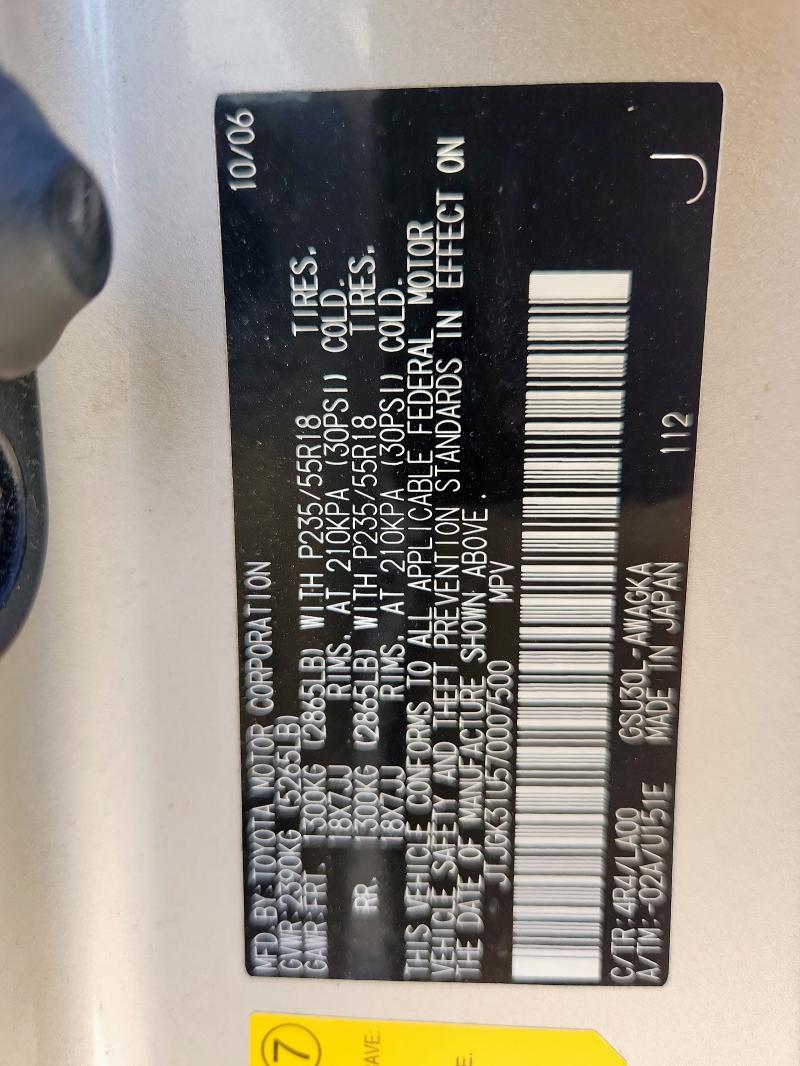 MFD BY:TOYOTA MOTOR CORPORATION 10/06
GVWR:2390KG (5265LB)
GAWR:FRT. 1300KG (2865LB) WITH P235/55R18 TIRES,
18X7JJ RIMS, AT 210KPA (30PSI) COLD.
RR. 1300KG (2865LB) WITH P235/55R18 TIRES,
18X7JJ RIMS, AT 210KPA (30PSI) COLD.
THIS VEHICLE CONFORMS TO ALL APPLICABLE FEDERAL MOTOR
VEHICLE SAFETY AND THEFT PREVENTION STANDARDS IN EFFECT ON
THE DATE OF MANUFACTURE SHOWN ABOVE.
JTJGK31U570007500 MPV
C/TR:4R4/LA00 GSU30L-AWAGKA
A/TM:-02A/U151E MADE IN JAPAN 112 J
7
AVE:
E.